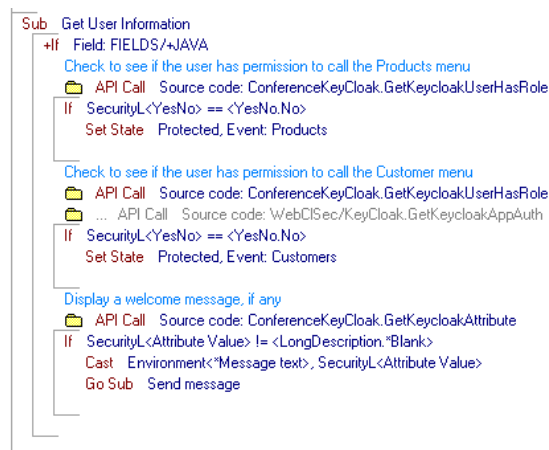 Sub Get User Information
+If Field: FIELDS/+JAVA
Check to see if the user has permission to call the Products menu
API Call Source code: ConferenceKeyCloak.GetKeycloakUserHasRole
If SecurityL<YesNo> == <YesNo.No>
Set State Protected, Event: Products
Check to see if the user has permission to call the Customer menu
API Call Source code: ConferenceKeyCloak.GetKeycloakUserHasRole
... API Call Source code: WebClSec/KeyCloak.GetKeycloakAppAuth
If SecurityL<YesNo> == <YesNo.No>
Set State Protected, Event: Customers
Display a welcome message, if any
API Call Source code: ConferenceKeyCloak.GetKeycloakAttribute
If SecurityL<Attribute Value> != <LongDescription.*Blank>
Cast Environment<*Message text>, SecurityL<Attribute Value>
Go Sub Send message